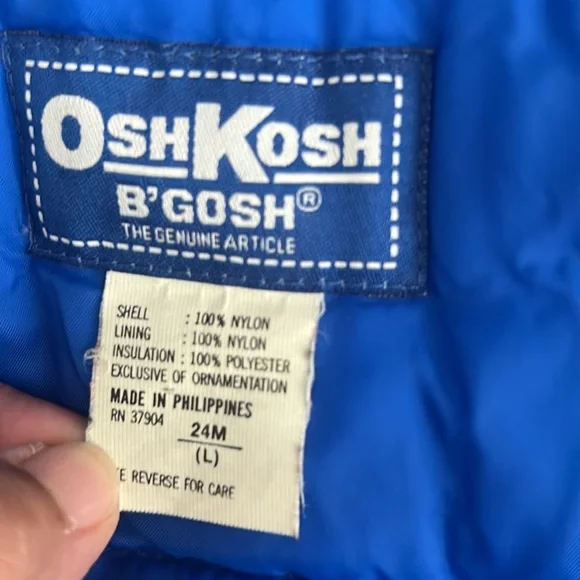 OSHKOSH
B'GOSH®
THE GENUINE ARTICLE
SHELL : 100% NYLON
LINING : 100% NYLON
INSULATION : 100% POLYESTER
EXCLUSIVE OF ORNAMENTATION
MADE IN PHILIPPINES
RN 37904
24M
(L)
REVERSE FOR CARE